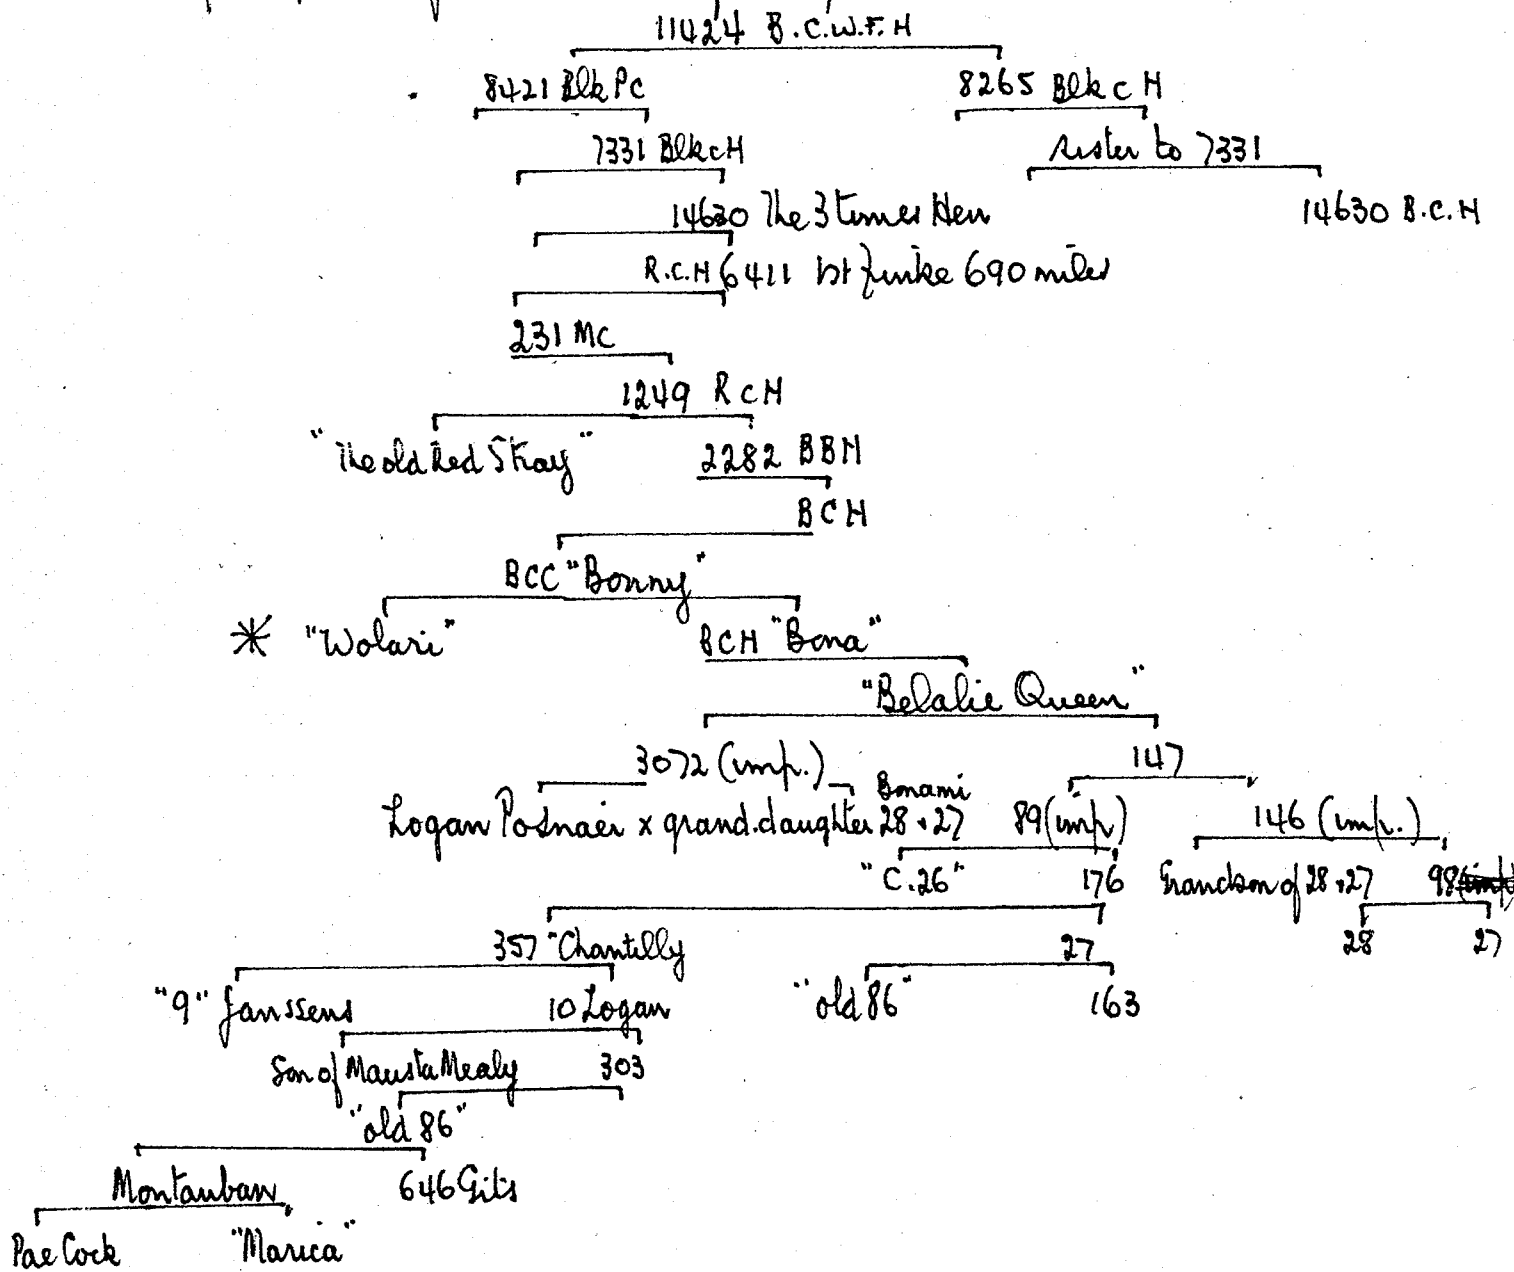 11424 B.C.W.F.H
8421 Blk Pc 8265 Blk c H
7331 Blk c H sister to 7331
14630 The 3 times Hen 14630 B.C.H
R.C.H 6411 1st 690 miles
231 Mc
1249 R c H
"The old Red Stray" 2282 BBH
BCH
BCC "Bonny"
"Wolari" BCH "Bona"
"Belalie Queen"
3072 (imp.) 147
Bonami
Logan Posnaer x grand.daughter 28 + 27 89 (imp) 146 (imp.)
"C.26" 176 Grandson of 28 + 27 98
357 "Chantilly 27 28 27
"9" Janssens 10 Logan "old 86" 163
Son of Mealy 303
"old 86"
Montauban 646 Gits
Pae Cock "Marica"